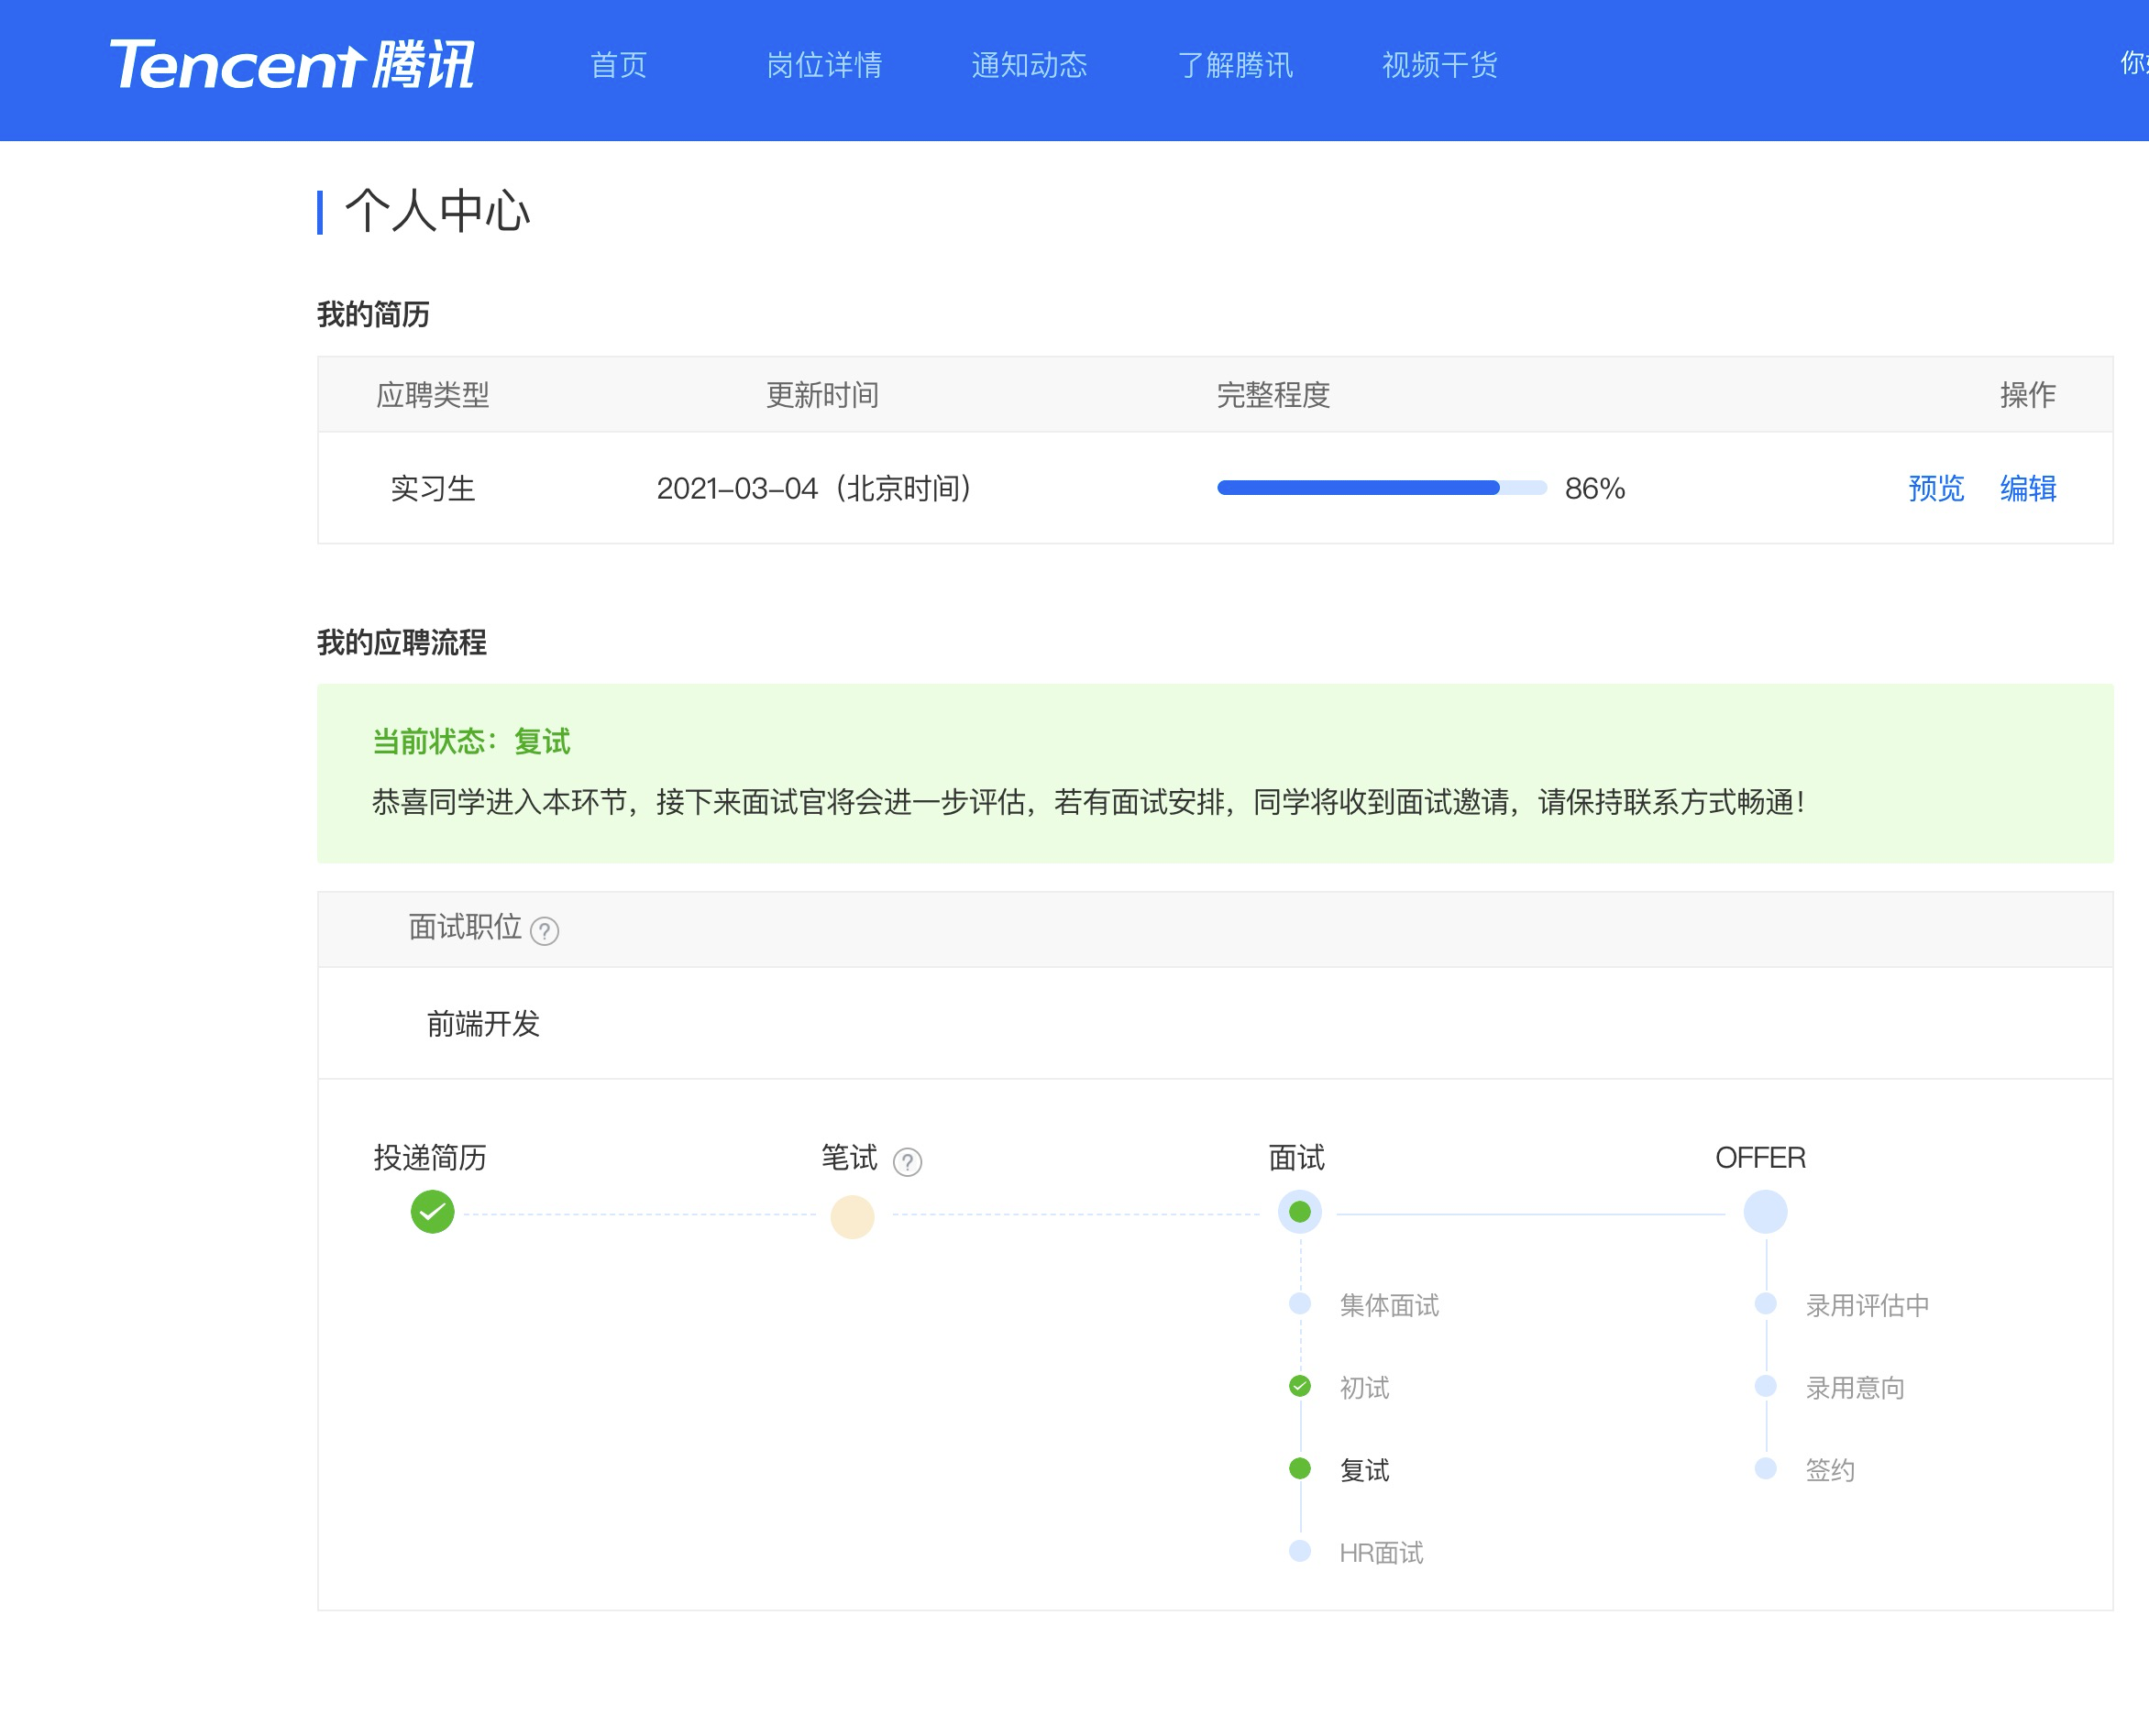 Tencent 腾讯 首页 岗位详情 通知动态 了解腾讯 视频干货
个人中心
我的简历
应聘类型 更新时间 完整程度 操作
实习生 2021-03-04（北京时间） 86% 预览 编辑
我的应聘流程
当前状态：复试
恭喜同学进入本环节，接下来面试官将会进一步评估，若有面试安排，同学将收到面试邀请，请保持联系方式畅通！
面试职位 ?
前端开发
投递简历 笔试 ? 面试 OFFER
集体面试 录用评估中
初试 录用意向
复试 签约
HR面试